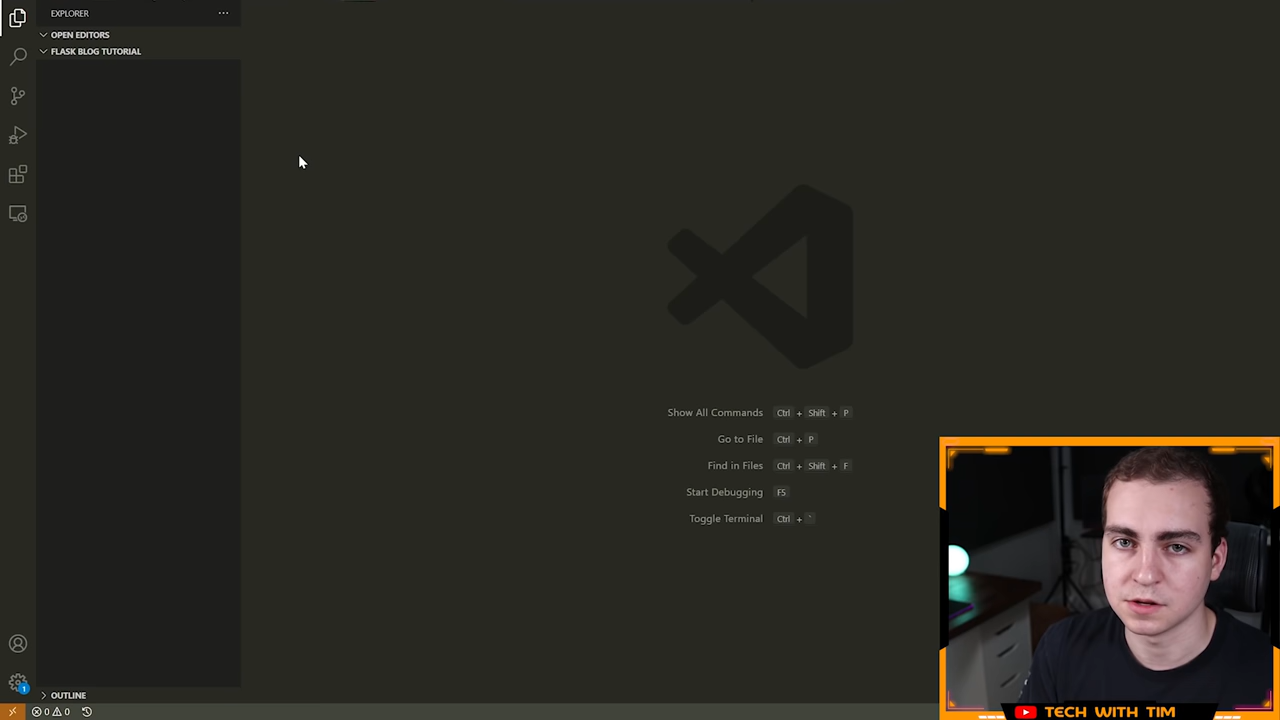 EXPLORER
OPEN EDITORS
FLASK BLOG TUTORIAL
Show All Commands Ctrl + Shift + P
Go to File Ctrl + P
Find in Files Ctrl + Shift + F
Start Debugging F5
Toggle Terminal Ctrl + `
1
OUTLINE
0 0
TECH WITH TIM